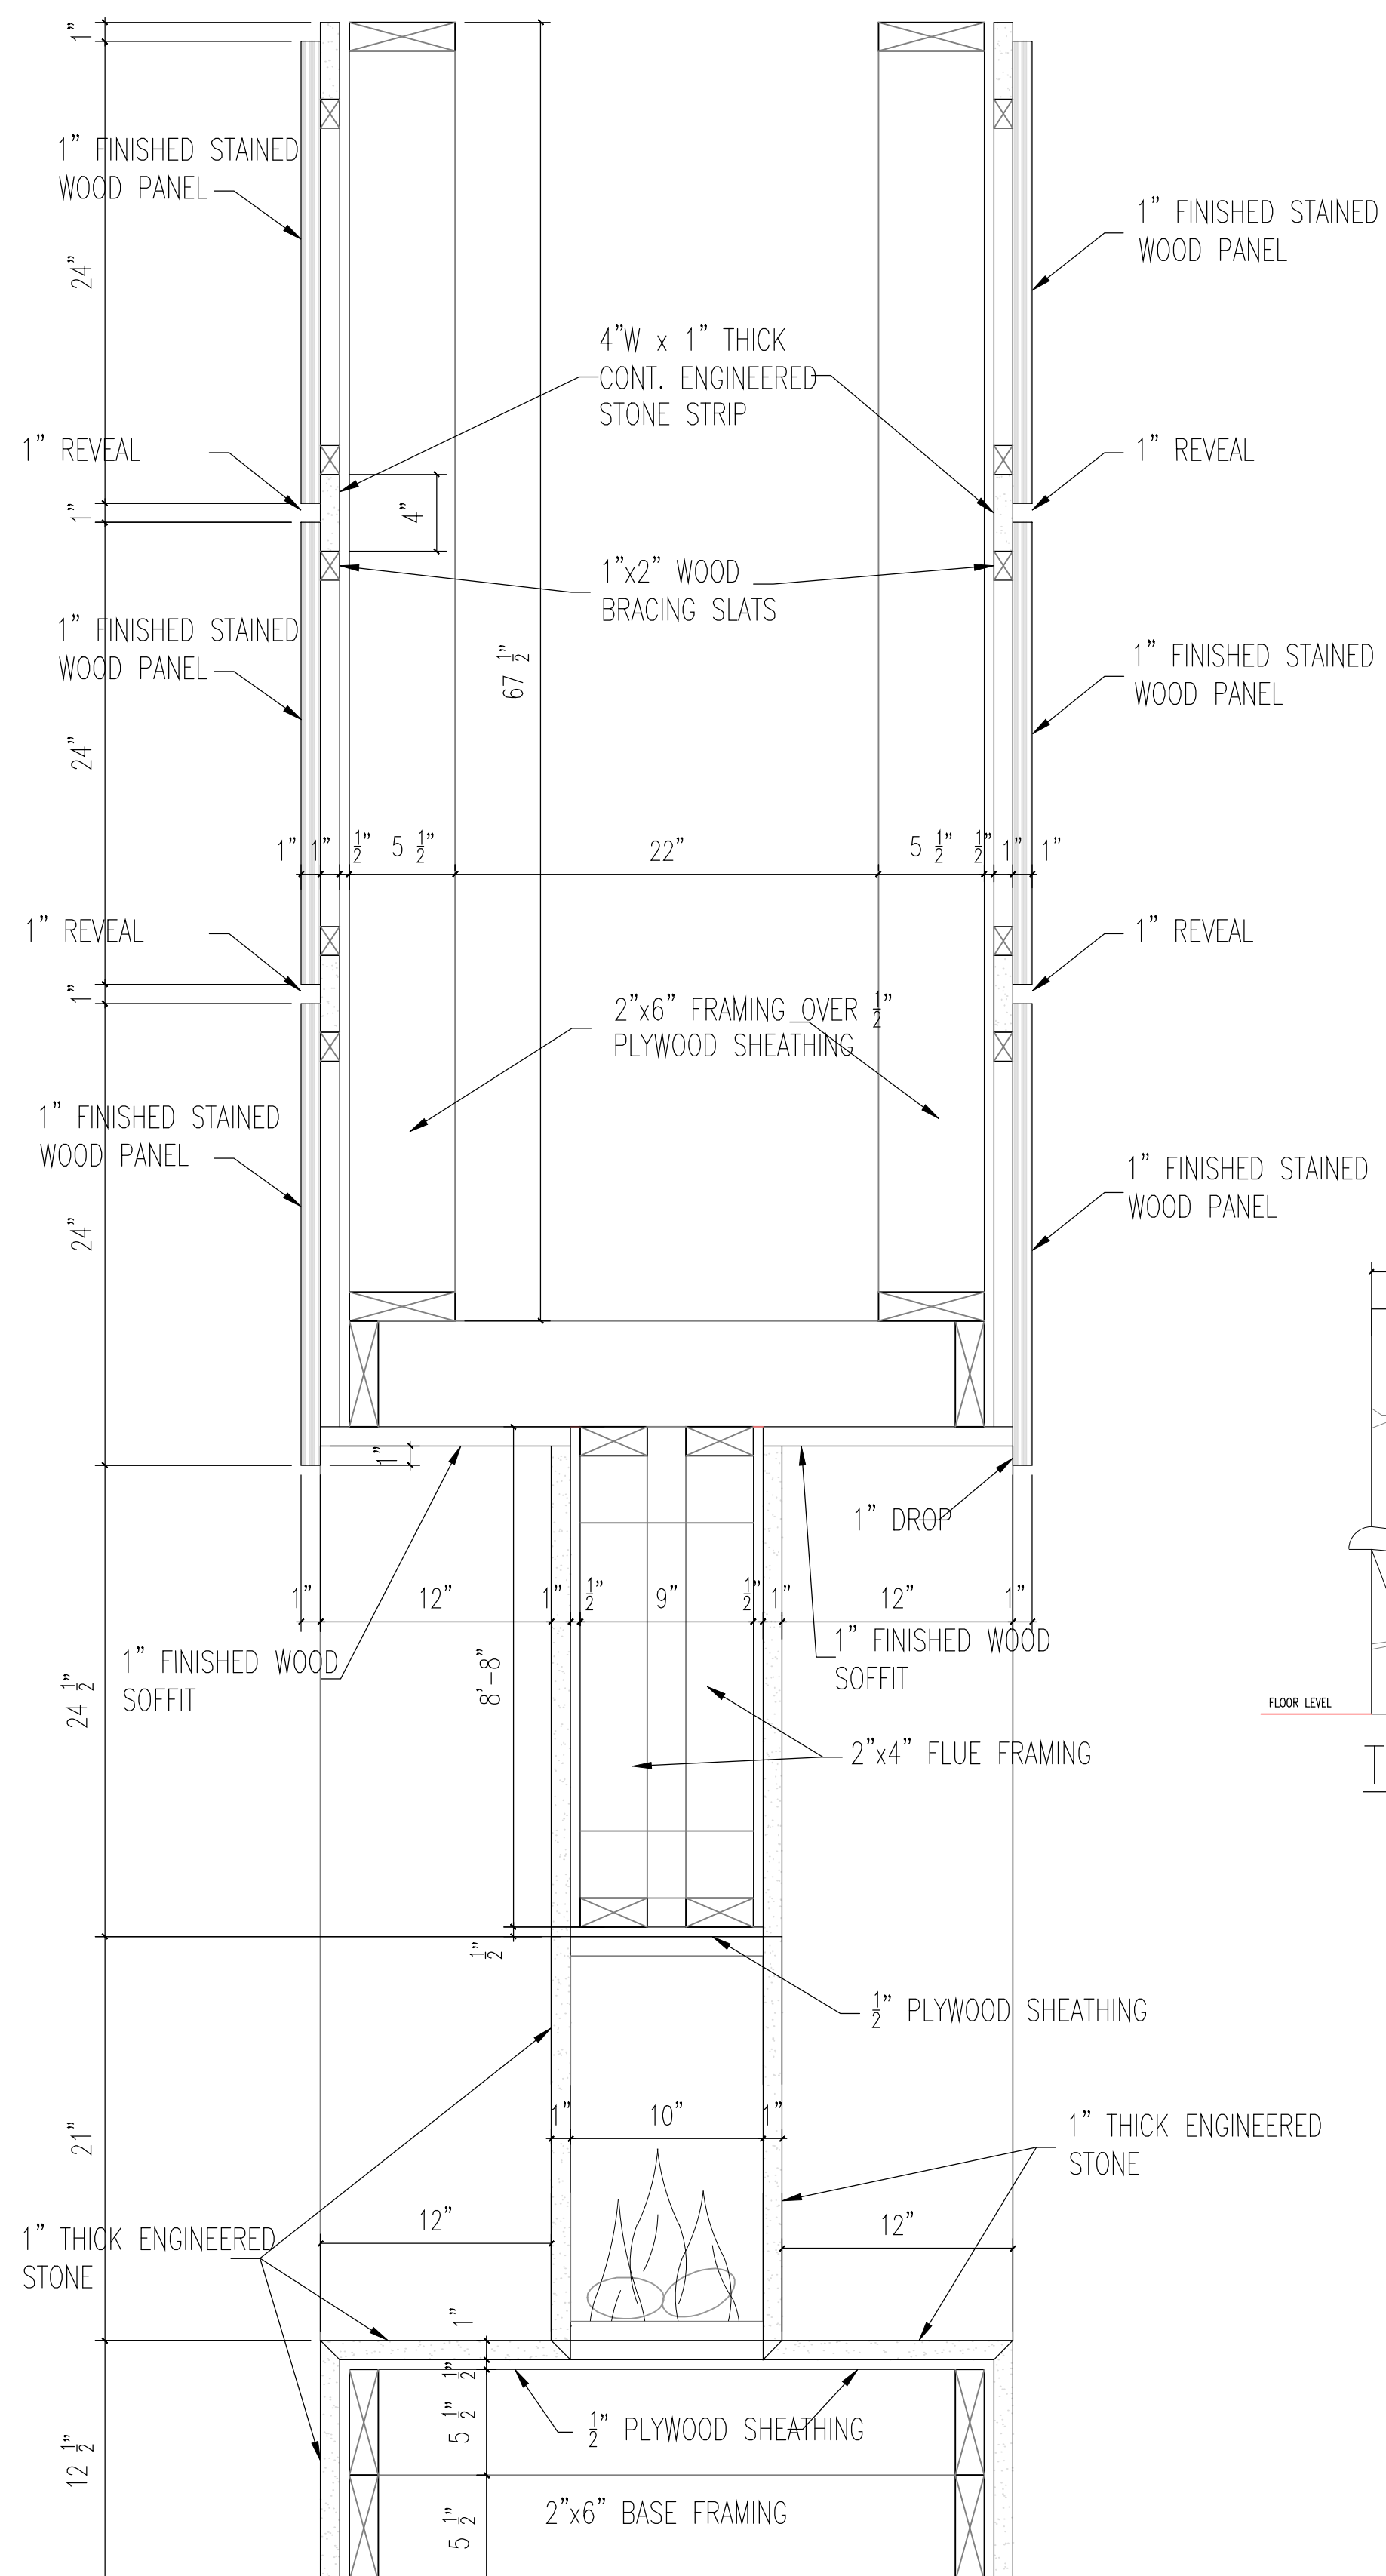 1"
1" FINISHED STAINED
WOOD PANEL
24"
1" FINISHED STAINED
WOOD PANEL
4"W x 1" THICK
CONT. ENGINEERED
STONE STRIP
1" REVEAL
1" REVEAL
1"
4"
1"x2" WOOD
BRACING SLATS
1" FINISHED STAINED
WOOD PANEL
67 1/2"
1" FINISHED STAINED
WOOD PANEL
24"
1" 1" 1/2" 5 1/2" 22" 5 1/2" 1/2" 1" 1"
1" REVEAL
1" REVEAL
1"
2"x6" FRAMING OVER 1/2"
PLYWOOD SHEATHING
1" FINISHED STAINED
WOOD PANEL
1" FINISHED STAINED
WOOD PANEL
24"
1"
1" DROP
1" 12" 1" 1/2" 9" 1/2" 1" 12" 1"
1" FINISHED WOOD
SOFFIT
1" FINISHED WOOD
SOFFIT
8'-8"
24 1/2"
FLOOR LEVEL
2"x4" FLUE FRAMING
1/2"
1/2" PLYWOOD SHEATHING
1" 10" 1"
21"
1" THICK ENGINEERED
STONE
12"
12"
1" THICK ENGINEERED
STONE
1"
1/2"
5 1/2"
1/2" PLYWOOD SHEATHING
12 1/2"
2"x6" BASE FRAMING
5 1/2"